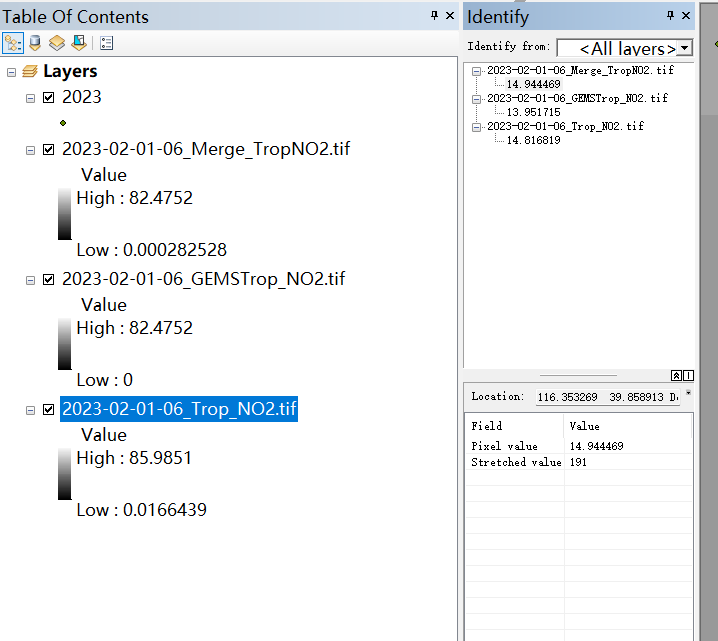 Table Of Contents
Layers
2023
2023-02-01-06_Merge_TropNO2.tif
Value
High : 82.4752
Low : 0.000282528
2023-02-01-06_GEMSTrop_NO2.tif
Value
High : 82.4752
Low : 0
2023-02-01-06_Trop_NO2.tif
Value
High : 85.9851
Low : 0.0166439
Identify
Identify from: <All layers>
2023-02-01-06_Merge_TropNO2.tif
14.944469
2023-02-01-06_GEMSTrop_NO2.tif
13.951715
2023-02-01-06_Trop_NO2.tif
14.816819
Location: 116.353269 39.858913
Field Value
Pixel value 14.944469
Stretched value 191